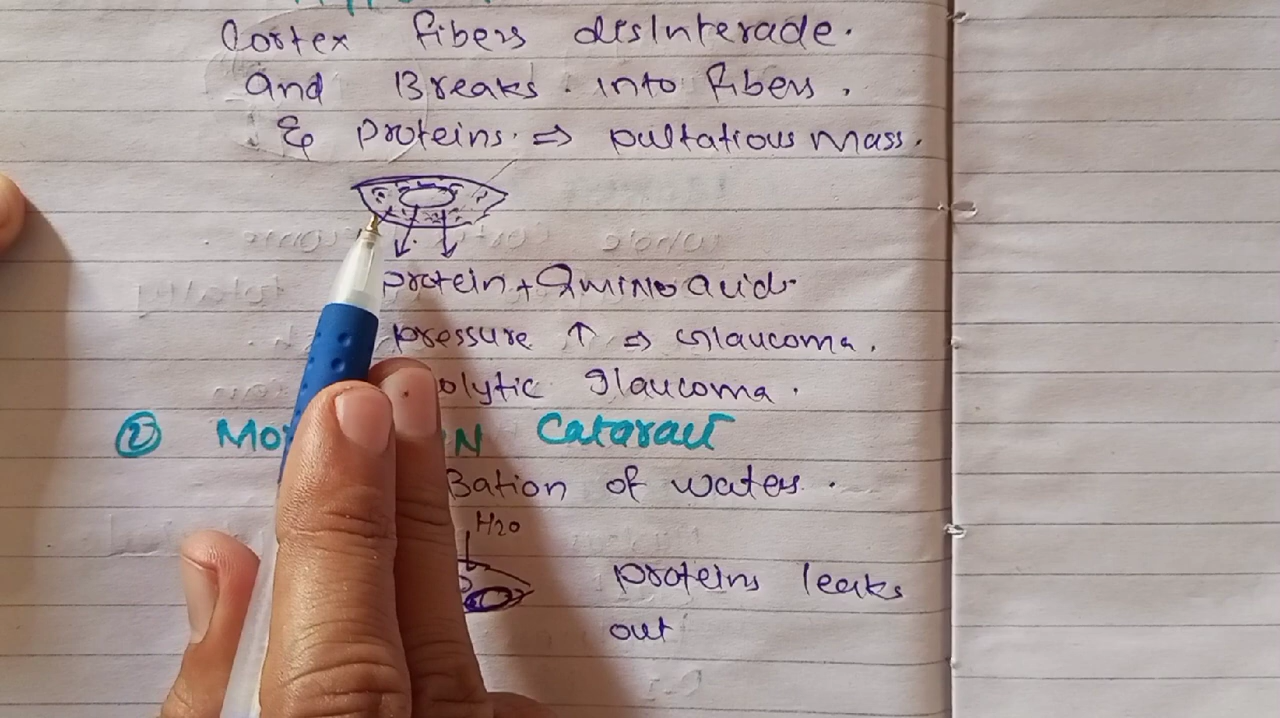 Cortex fibers disInterade.
and Breaks into fibers,
& proteins. ⇒ pultatious mass.
protein + Amino acid.
pressure ↑ ⇒ Glaucoma.
olytic glaucoma.
② Mo N Cataract
Bation of waters.
H2O
proteins leaks
out